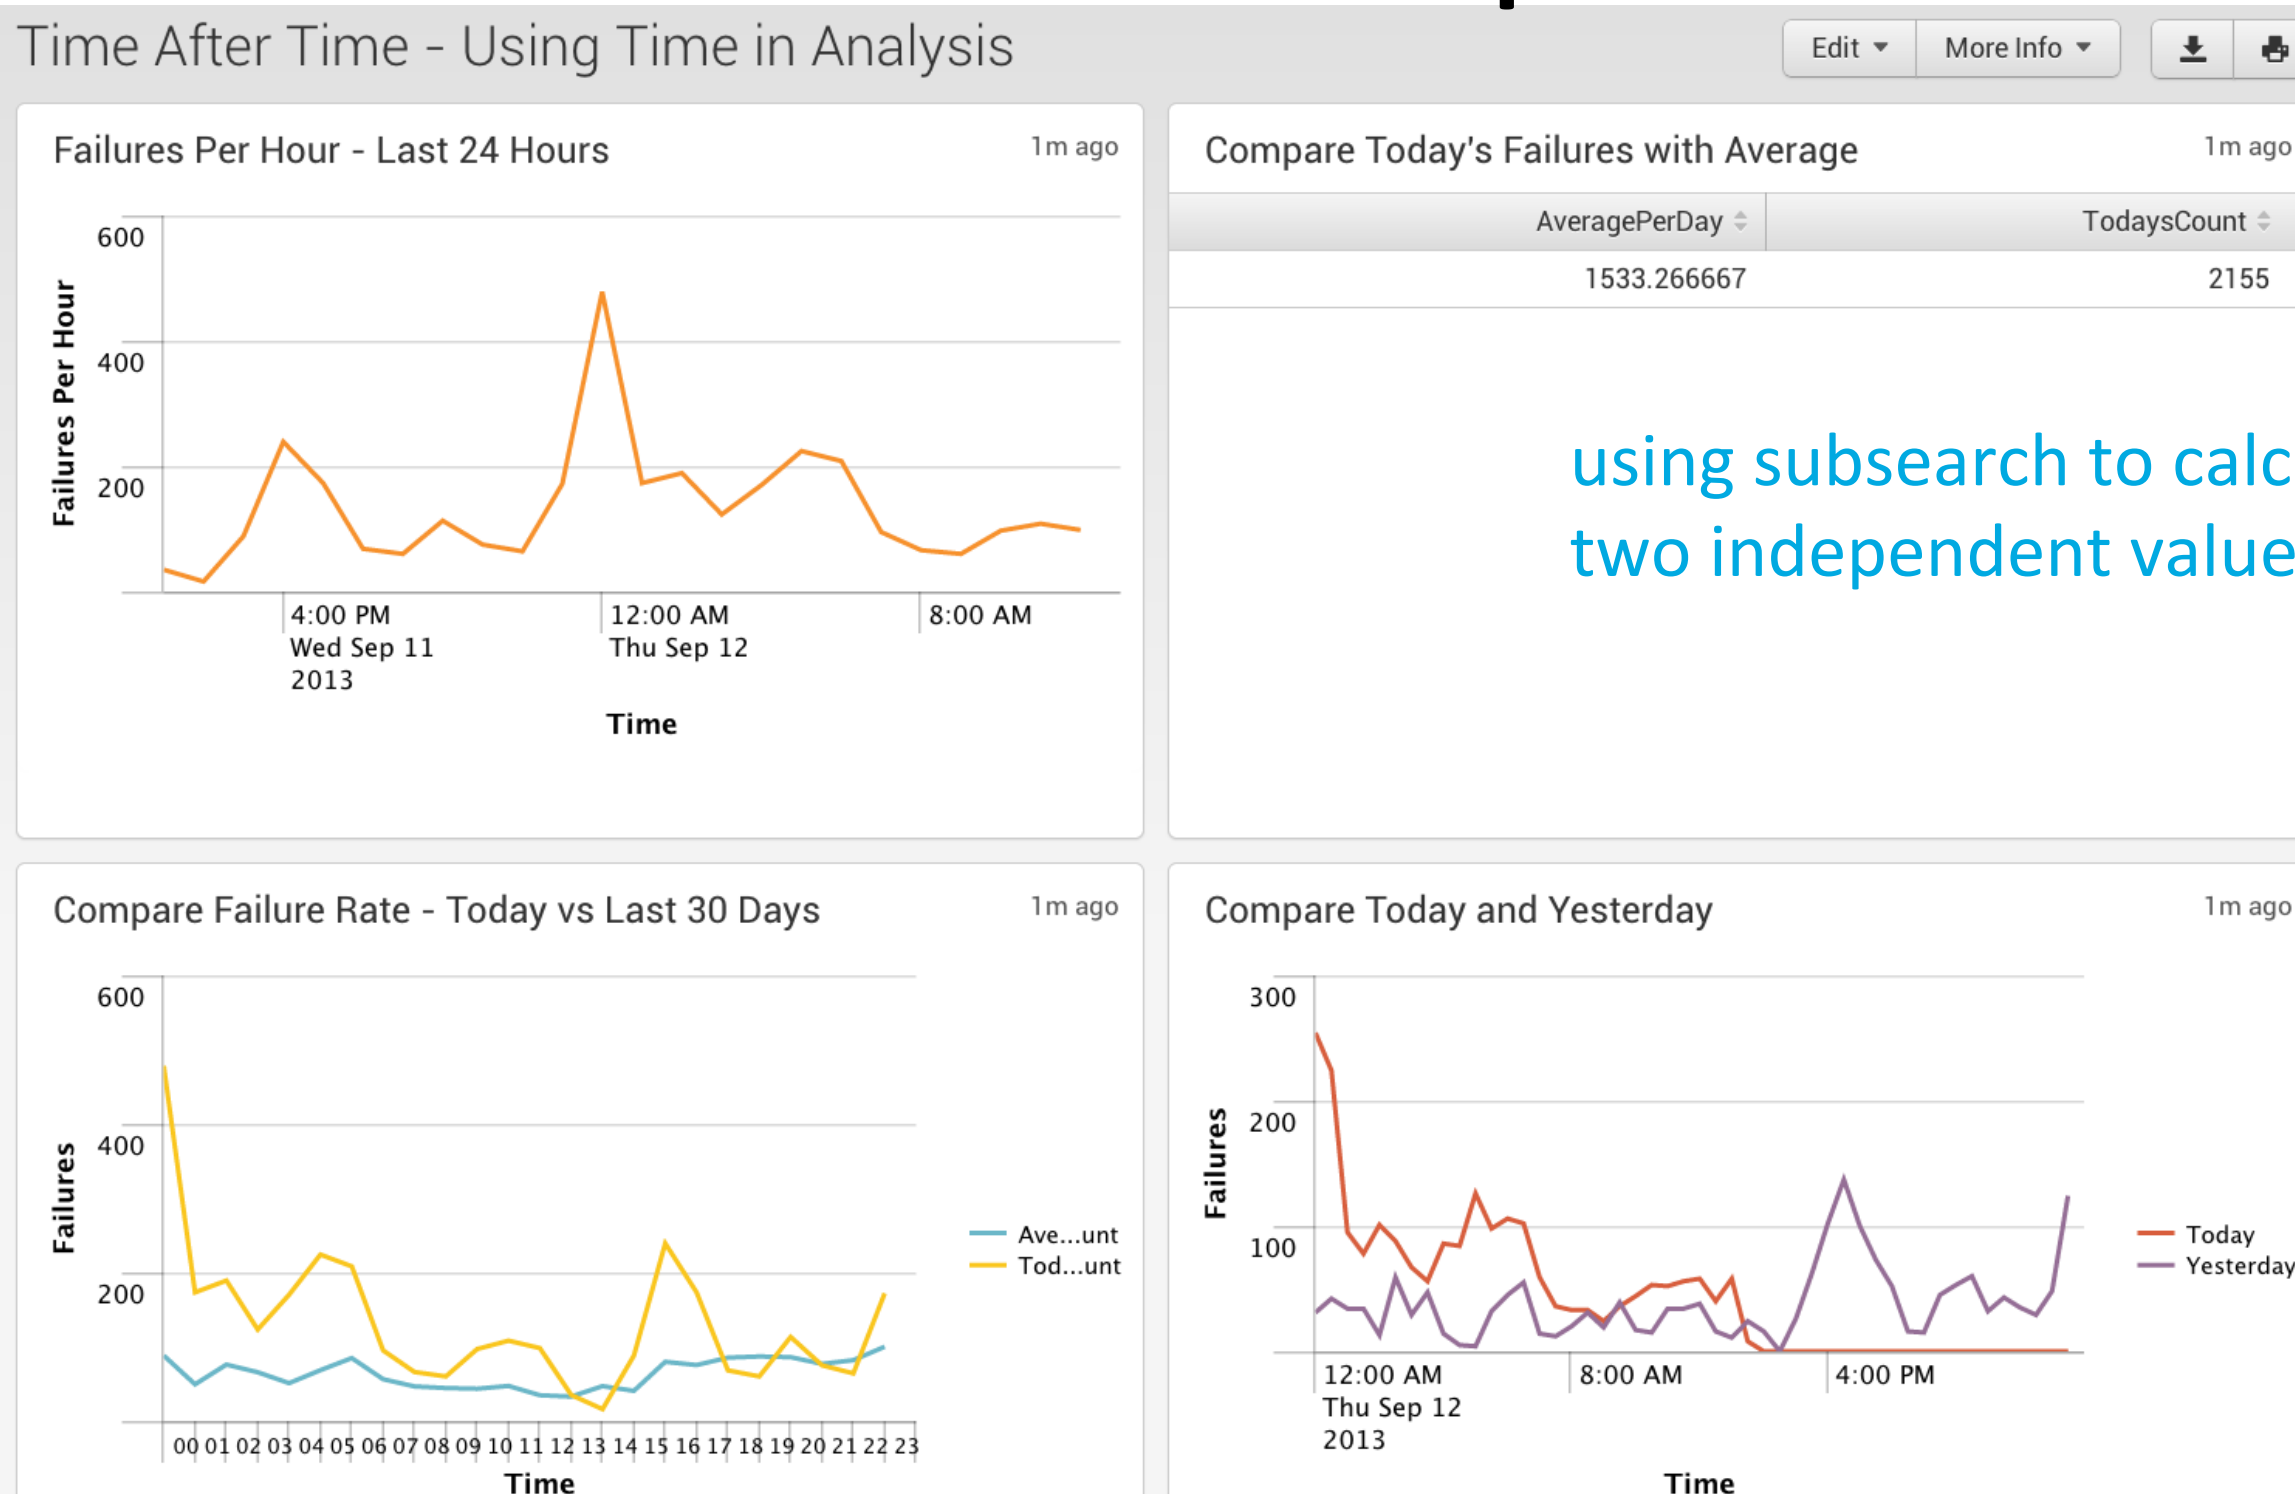 Time After Time - Using Time in Analysis
Edit
More Info
Failures Per Hour - Last 24 Hours
1m ago
600
400
200
Failures Per Hour
4:00 PM
Wed Sep 11
2013
12:00 AM
Thu Sep 12
8:00 AM
Time
Compare Today's Failures with Average
1m ago
AveragePerDay
TodaysCount
1533.266667
2155
using subsearch to calc
two independent value
Compare Failure Rate - Today vs Last 30 Days
1m ago
600
400
200
Failures
00 01 02 03 04 05 06 07 08 09 10 11 12 13 14 15 16 17 18 19 20 21 22 23
Time
Ave...unt
Tod...unt
Compare Today and Yesterday
1m ago
300
200
100
Failures
12:00 AM
Thu Sep 12
2013
8:00 AM
4:00 PM
Time
Today
Yesterday